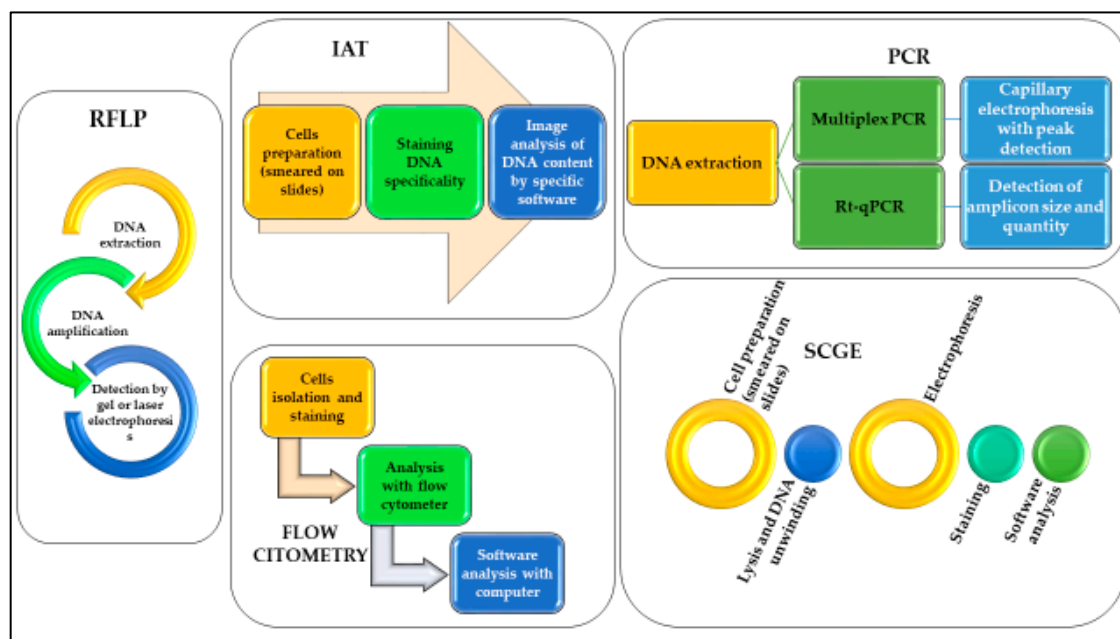 RFLP
DNA
extraction
DNA
amplification
Detection by
gel or laser
electrophores
is
IAT
Cells
preparation
(smeared on
slides)
Staining
DNA
specificality
Image
analysis of
DNA content
by specific
software
PCR
DNA extraction
Multiplex PCR
Capillary
electrophoresis
with peak
detection
Rt-qPCR
Detection of
amplicon size and
quantity
Cells
isolation and
staining
Analysis
with flow
cytometer
Software
analysis with
computer
FLOW
CITOMETRY
SCGE
Cell preparation
(smeared on
slides)
Lysis and DNA
unwinding
Electrophoresis
Staining
Software
analysis